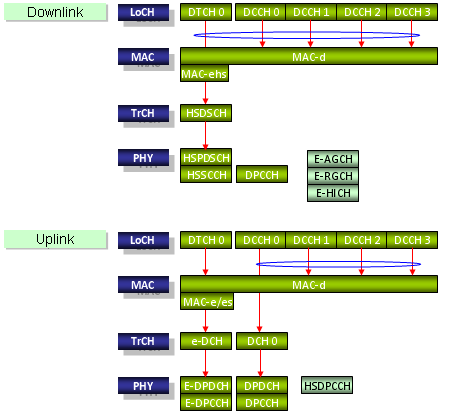 Downlink
LoCH DTCH 0 DCCH 0 DCCH 1 DCCH 2 DCCH 3
MAC MAC-d
MAC-ehs
TrCH HSDSCH
PHY HSPDSCH E-AGCH
HSSCCH DPCCH E-RGCH
E-HICH
Uplink
LoCH DTCH 0 DCCH 0 DCCH 1 DCCH 2 DCCH 3
MAC MAC-d
MAC-e/es
TrCH e-DCH DCH 0
PHY E-DPDCH DPDCH HSDPCCH
E-DPCCH DPCCH